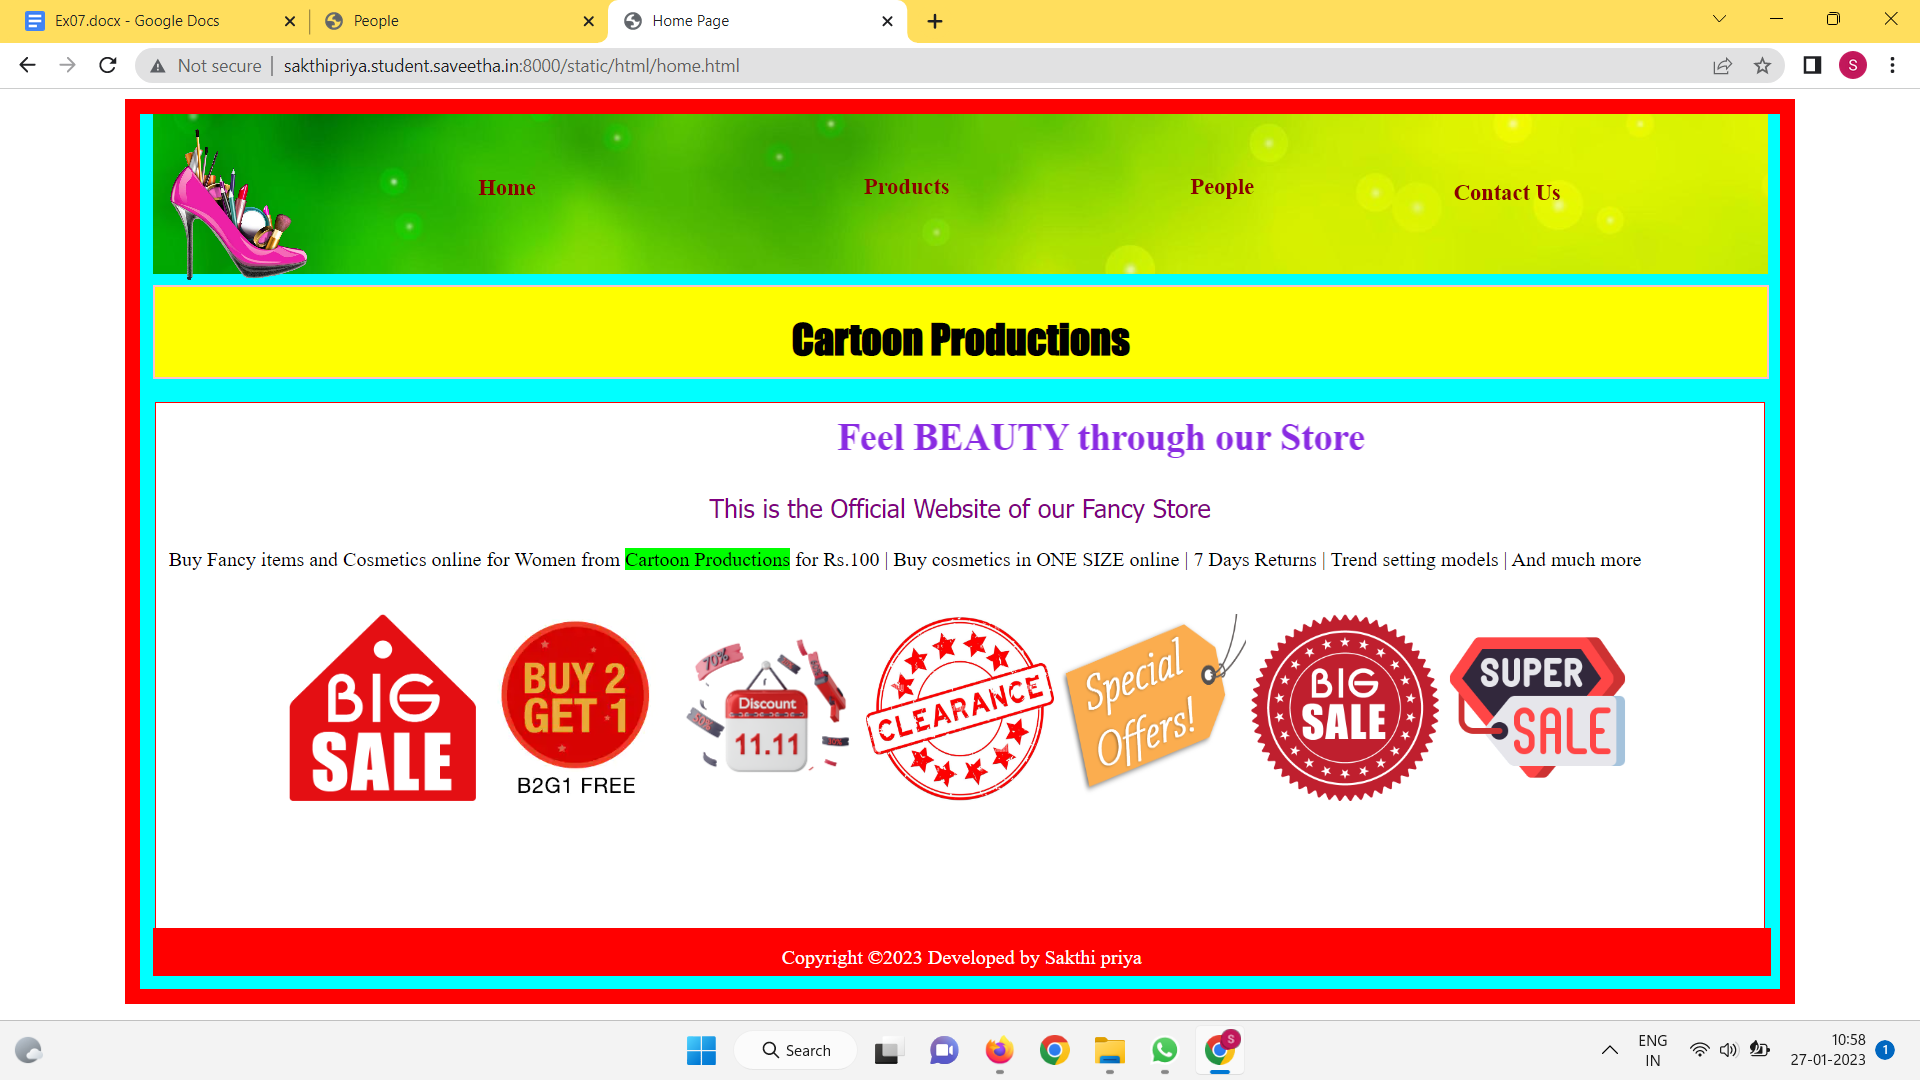 Ex07.docx - Google Docs
People
Home Page
Not secure | sakthipriya.student.saveetha.in:8000/static/html/home.html
S
Home
Products
People
Contact Us
Cartoon Productions
Feel BEAUTY through our Store
This is the Official Website of our Fancy Store
Buy Fancy items and Cosmetics online for Women from Cartoon Productions for Rs.100 | Buy cosmetics in ONE SIZE online | 7 Days Returns | Trend setting models | And much more
BIG
SALE
BUY 2
GET 1
B2G1 FREE
70%
50%
Discount
11.11
CLEARANCE
Special
Offers!
BIG
SALE
SUPER
SALE
Copyright ©2023 Developed by Sakthi priya
Search
S
ENG
IN
10:58
27-01-2023
1